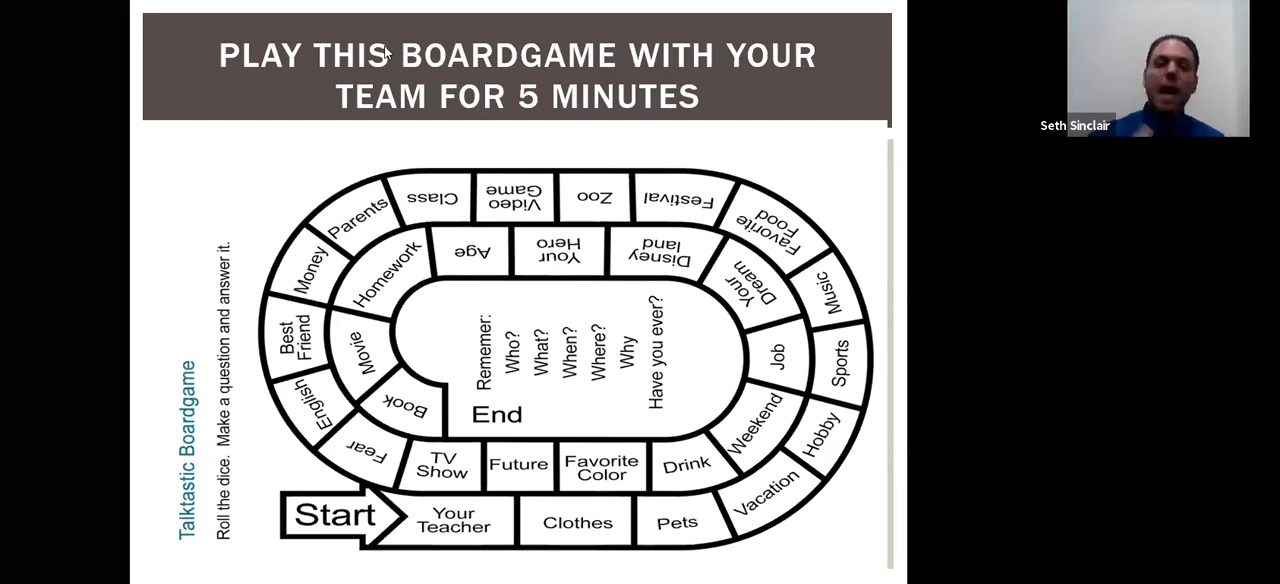 PLAY THIS BOARDGAME WITH YOUR
TEAM FOR 5 MINUTES
Seth Sinclair
Talktastic Boardgame
Roll the dice. Make a question and answer it.
Start
Your
Teacher
Clothes
Pets
Vacation
Hobby
Sports
Music
Favorite
Food
Festival
Zoo
Video
Game
Class
Parents
Money
Best
Friend
English
Fear
TV
Show
Future
Favorite
Color
Drink
Weekend
Job
Your
Dream
Disney
land
Your
Hero
Age
Homework
Movie
Book
End
Remember:
Who?
What?
When?
Where?
Why
Have you ever?